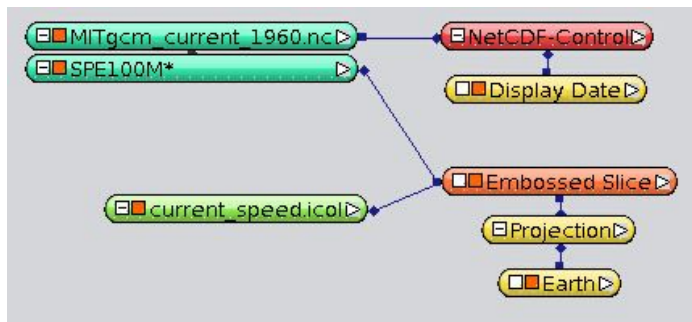 MITgcm_current_1960.nc
NetCDF-Control
SPE100M*
Display Date
Embossed Slice
current_speed.icol
Projection
Earth